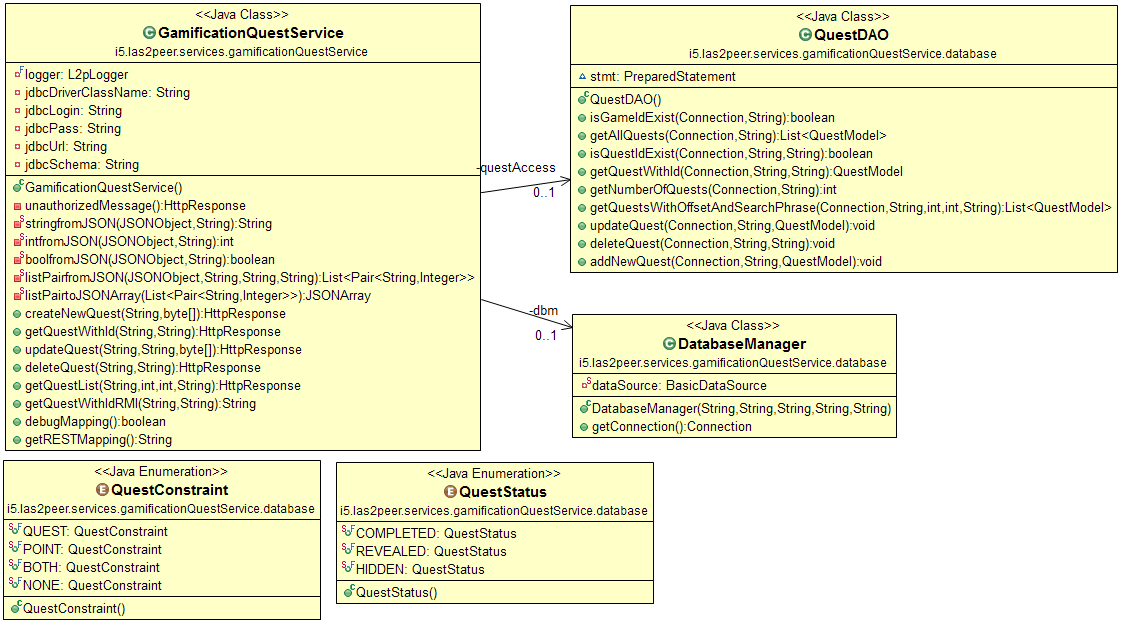 <<Java Class>>
GamificationQuestService
i5.las2peer.services.gamificationQuestService
logger: L2pLogger
jdbcDriverClassName: String
jdbcLogin: String
jdbcPass: String
jdbcUrl: String
jdbcSchema: String
GamificationQuestService()
unauthorizedMessage():HttpResponse
stringfromJSON(JSONObject,String):String
intfromJSON(JSONObject,String):int
boolfromJSON(JSONObject,String):boolean
listPairfromJSON(JSONObject,String,String,String):List<Pair<String,Integer>>
listPairtoJSONArray(List<Pair<String,Integer>>):JSONArray
createNewQuest(String,byte[]):HttpResponse
getQuestWithId(String,String):HttpResponse
updateQuest(String,String,byte[]):HttpResponse
deleteQuest(String,String):HttpResponse
getQuestList(String,int,int,String):HttpResponse
getQuestWithIdRMI(String,String):String
debugMapping():boolean
getRESTMapping():String
-questAccess
0..1
<<Java Class>>
QuestDAO
i5.las2peer.services.gamificationQuestService.database
stmt: PreparedStatement
QuestDAO()
isGameIdExist(Connection,String):boolean
getAllQuests(Connection,String):List<QuestModel>
isQuestIdExist(Connection,String,String):boolean
getQuestWithId(Connection,String,String):QuestModel
getNumberOfQuests(Connection,String):int
getQuestsWithOffsetAndSearchPhrase(Connection,String,int,int,String):List<QuestModel>
updateQuest(Connection,String,QuestModel):void
deleteQuest(Connection,String,String):void
addNewQuest(Connection,String,QuestModel):void
-dbm
0..1
<<Java Class>>
DatabaseManager
i5.las2peer.services.gamificationQuestService.database
dataSource: BasicDataSource
DatabaseManager(String,String,String,String,String)
getConnection():Connection
<<Java Enumeration>>
QuestConstraint
i5.las2peer.services.gamificationQuestService.database
QUEST: QuestConstraint
POINT: QuestConstraint
BOTH: QuestConstraint
NONE: QuestConstraint
QuestConstraint()
<<Java Enumeration>>
QuestStatus
i5.las2peer.services.gamificationQuestService.database
COMPLETED: QuestStatus
REVEALED: QuestStatus
HIDDEN: QuestStatus
QuestStatus()